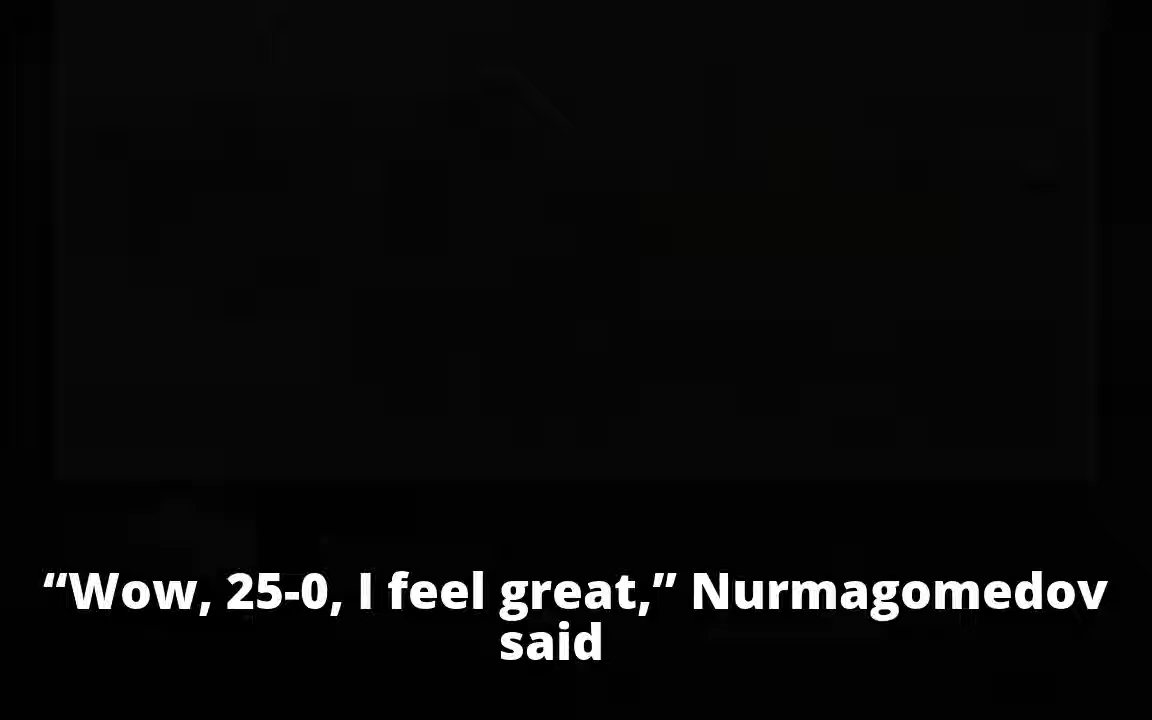 “Wow, 25-0, I feel great,” Nurmagomedov
said